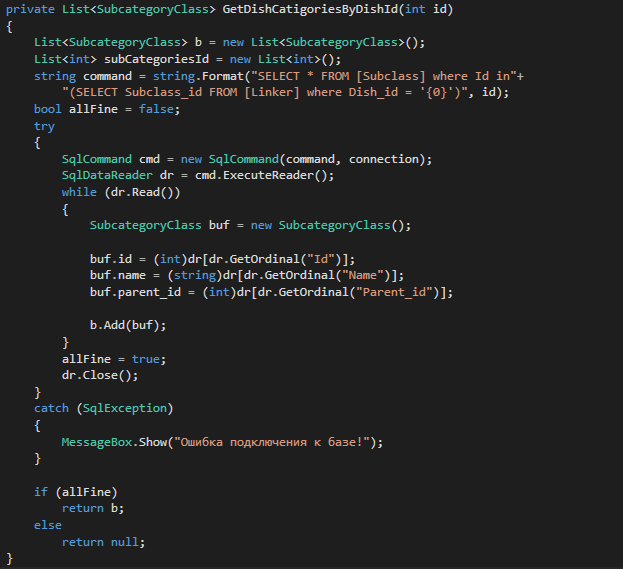 private List<SubcategoryClass> GetDishCatigoriesByDishId(int id)
{
    List<SubcategoryClass> b = new List<SubcategoryClass>();
    List<int> subCategoriesId = new List<int>();
    string command = string.Format("SELECT * FROM [Subclass] where Id in"+
        "(SELECT Subclass_id FROM [Linker] where Dish_id = '{0}')", id);
    bool allFine = false;
    try
    {
        SqlCommand cmd = new SqlCommand(command, connection);
        SqlDataReader dr = cmd.ExecuteReader();
        while (dr.Read())
        {
            SubcategoryClass buf = new SubcategoryClass();

            buf.id = (int)dr[dr.GetOrdinal("Id")];
            buf.name = (string)dr[dr.GetOrdinal("Name")];
            buf.parent_id = (int)dr[dr.GetOrdinal("Parent_id")];

            b.Add(buf);
        }
        allFine = true;
        dr.Close();
    }
    catch (SqlException)
    {
        MessageBox.Show("Ошибка подключения к базе!");
    }

    if (allFine)
        return b;
    else
        return null;
}